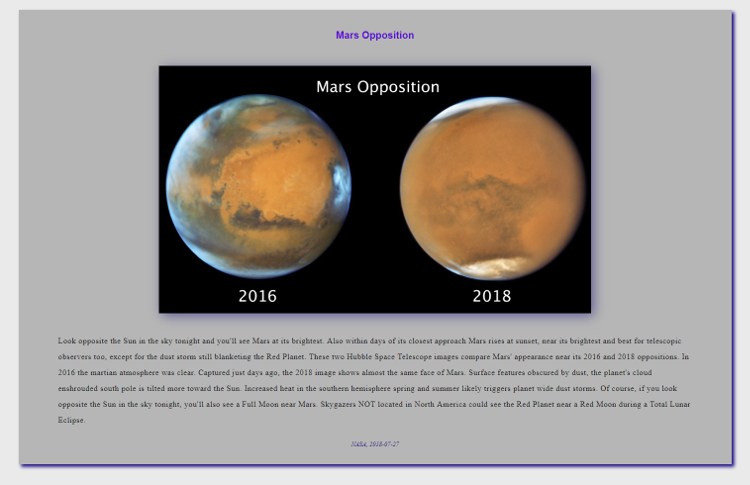 Mars Opposition
Mars Opposition
2016
2018
Look opposite the Sun in the sky tonight and you'll see Mars at its brightest. Also within days of its closest approach Mars rises at sunset, near its brightest and best for telescopic
observers too, except for the dust storm still blanketing the Red Planet. These two Hubble Space Telescope images compare Mars' appearance near its 2016 and 2018 oppositions. In
2016 the martian atmosphere was clear. Captured just days ago, the 2018 image shows almost the same face of Mars. Surface features obscured by dust, the planet's cloud
enshrouded south pole is tilted more toward the Sun. Increased heat in the southern hemisphere spring and summer likely triggers planet wide dust storms. Of course, if you look
opposite the Sun in the sky tonight, you'll also see a Full Moon near Mars. Skygazers NOT located in North America could see the Red Planet near a Red Moon during a Total Lunar
Eclipse.
NASA, 2018-07-27